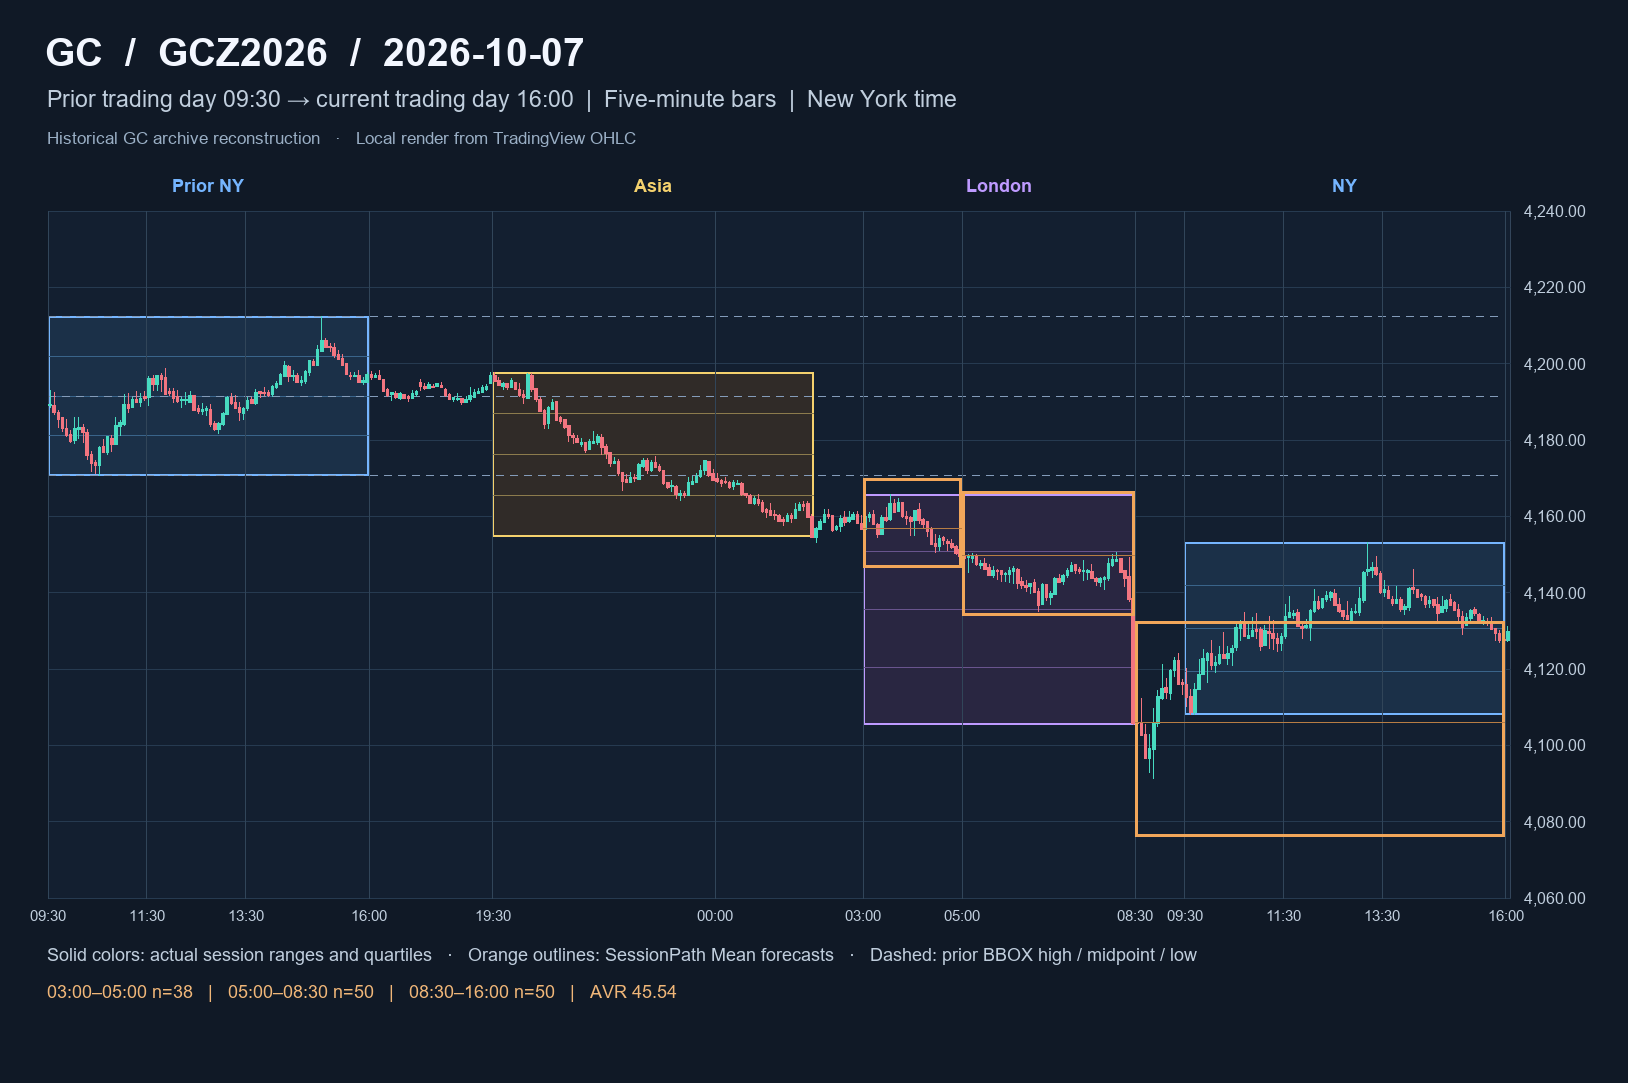 GC / GCZ2026 / 2026-10-07
Prior trading day 09:30 → current trading day 16:00 | Five-minute bars | New York time
Historical GC archive reconstruction · Local render from TradingView OHLC
Prior NY Asia London NY
4,240.00
4,220.00
4,200.00
4,180.00
4,160.00
4,140.00
4,120.00
4,100.00
4,080.00
4,060.00
09:30 11:30 13:30 16:00 19:30 00:00 03:00 05:00 08:30 09:30 11:30 13:30 16:00
Solid colors: actual session ranges and quartiles · Orange outlines: SessionPath Mean forecasts · Dashed: prior BBOX high / midpoint / low
03:00–05:00 n=38 | 05:00–08:30 n=50 | 08:30–16:00 n=50 | AVR 45.54